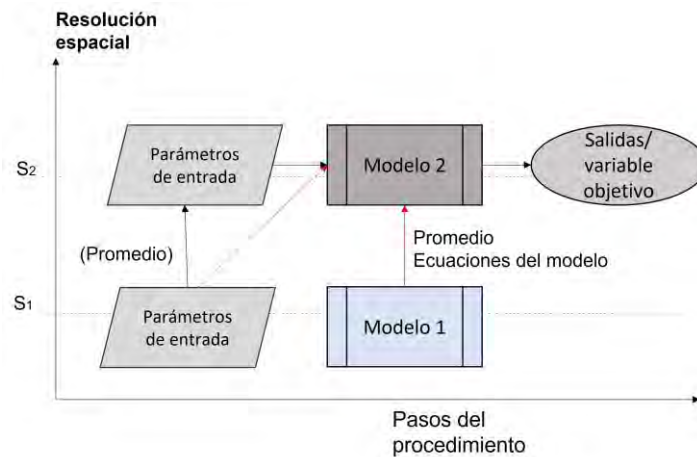 Resolución
espacial
S2
Parámetros
de entrada
Modelo 2
Salidas/
variable
objetivo
(Promedio)
Promedio
Ecuaciones del modelo
S1
Parámetros
de entrada
Modelo 1
Pasos del
procedimiento